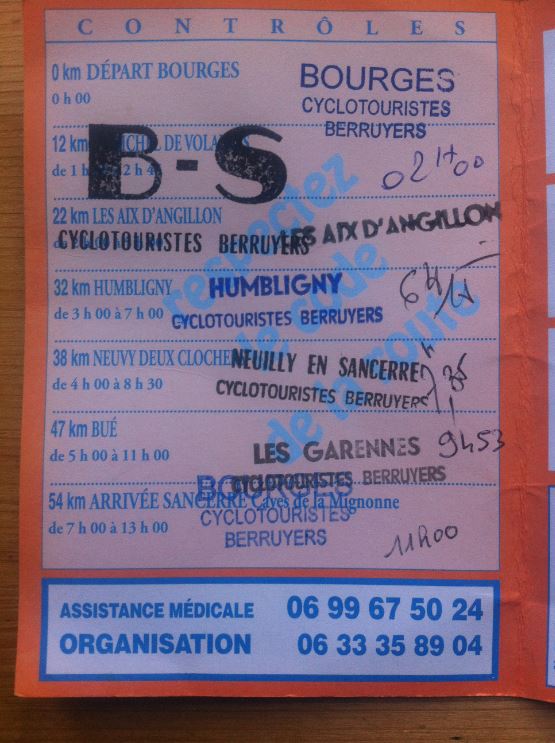 CONTRÔLES
0 km DÉPART BOURGES
0 h 00
BOURGES
CYCLOTOURISTES
BERRUYERS
12 km DE
de 1 h
B-S
02H00
22 km LES AIX D'ANGILLON
CYCLOTOURISTES BERRUYERS
LES AIX D'ANGILLON
32 km HUMBLIGNY
de 3 h 00 à 7 h 00
HUMBLIGNY
CYCLOTOURISTES BERRUYERS
38 km NEUVY DEUX
de 4 h 00 à 8 h 30
NEUILLY EN SANCERRE
CYCLOTOURISTES BERRUYERS
47 km BUÉ
de 5 h 00 à 11 h 00
LES GARENNES
CYCLOTOURISTES BERRUYERS
9h53
54 km ARRIVÉE SANCERRE Caves de la Mignonne
de 7 h 00 à 13 h 00
BOURGES
CYCLOTOURISTES
BERRUYERS
11h00
respectez
le code
de la route
ASSISTANCE MÉDICALE 06 99 67 50 24
ORGANISATION 06 33 35 89 04